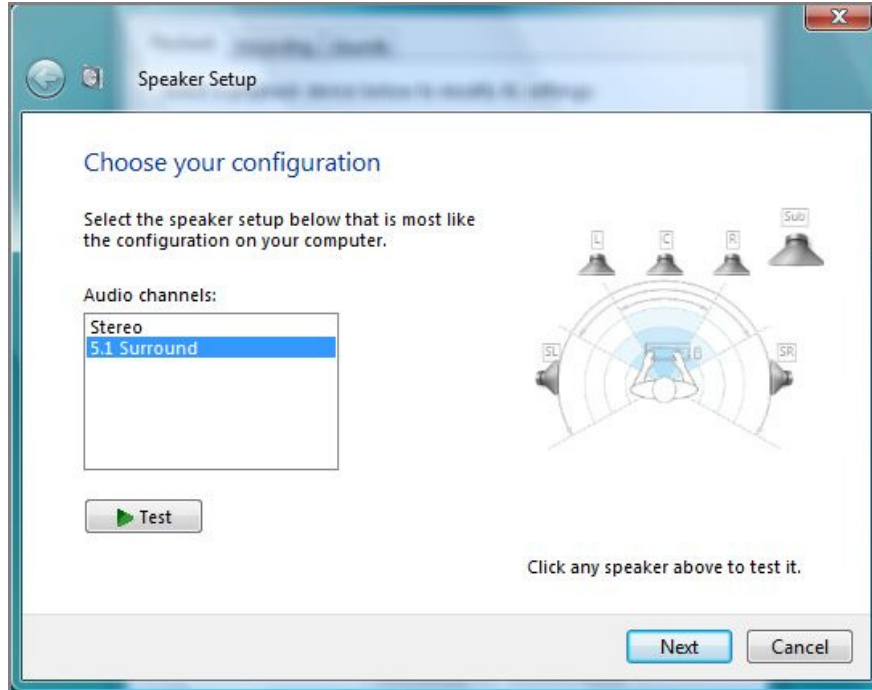 Speaker Setup
Choose your configuration
Select the speaker setup below that is most like
the configuration on your computer.
Audio channels:
Stereo
5.1 Surround
Test
L
C
R
Sub
SL
SR
Click any speaker above to test it.
Next
Cancel